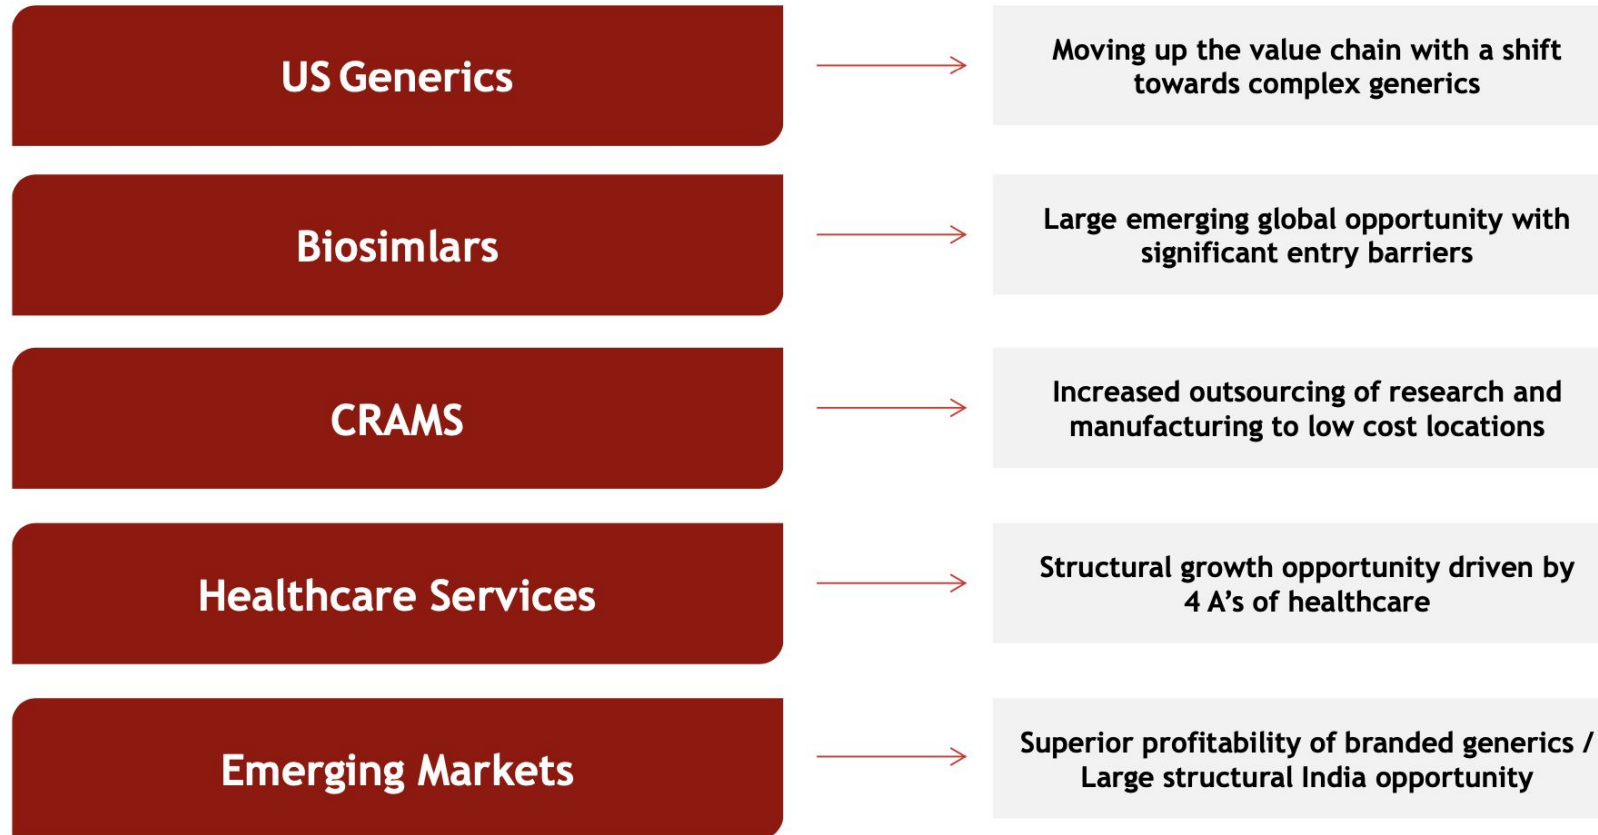 US Generics
Moving up the value chain with a shift
towards complex generics
Biosimlars
Large emerging global opportunity with
significant entry barriers
CRAMS
Increased outsourcing of research and
manufacturing to low cost locations
Healthcare Services
Structural growth opportunity driven by
4 A’s of healthcare
Emerging Markets
Superior profitability of branded generics /
Large structural India opportunity